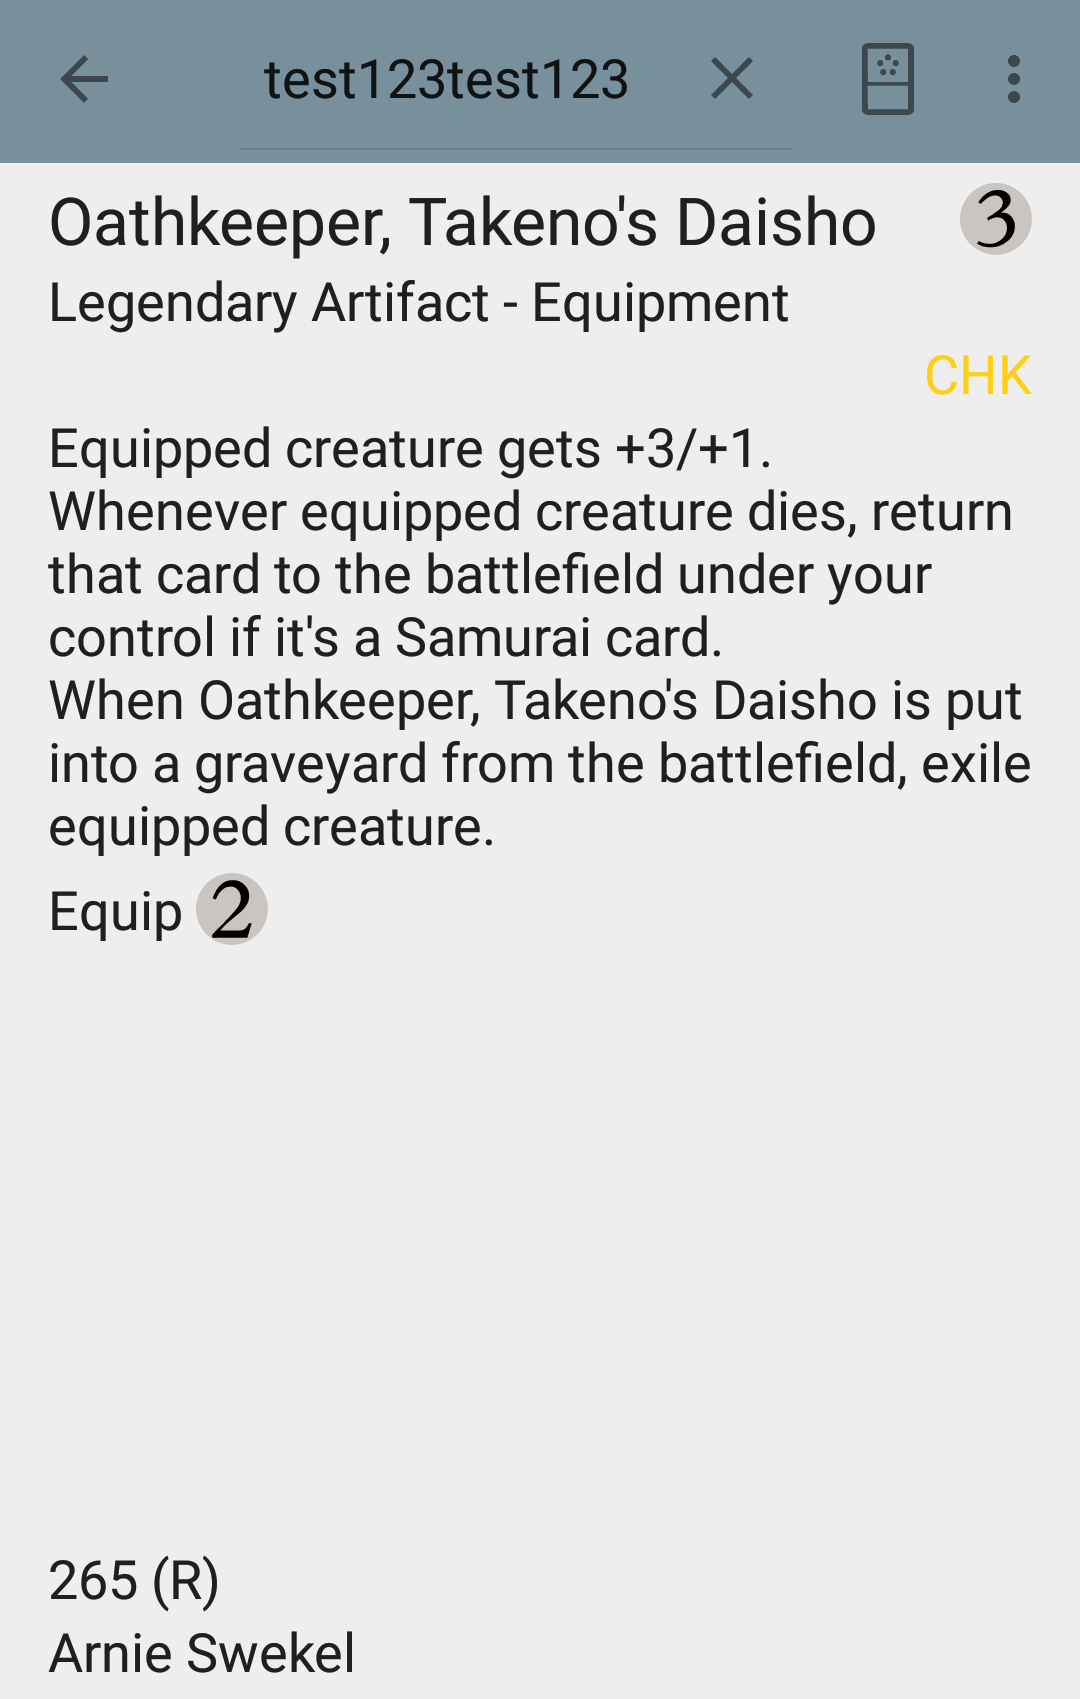 test123test123
Oathkeeper, Takeno's Daisho 3
Legendary Artifact - Equipment
CHK
Equipped creature gets +3/+1.
Whenever equipped creature dies, return
that card to the battlefield under your
control if it's a Samurai card.
When Oathkeeper, Takeno's Daisho is put
into a graveyard from the battlefield, exile
equipped creature.
Equip 2
265 (R)
Arnie Swekel